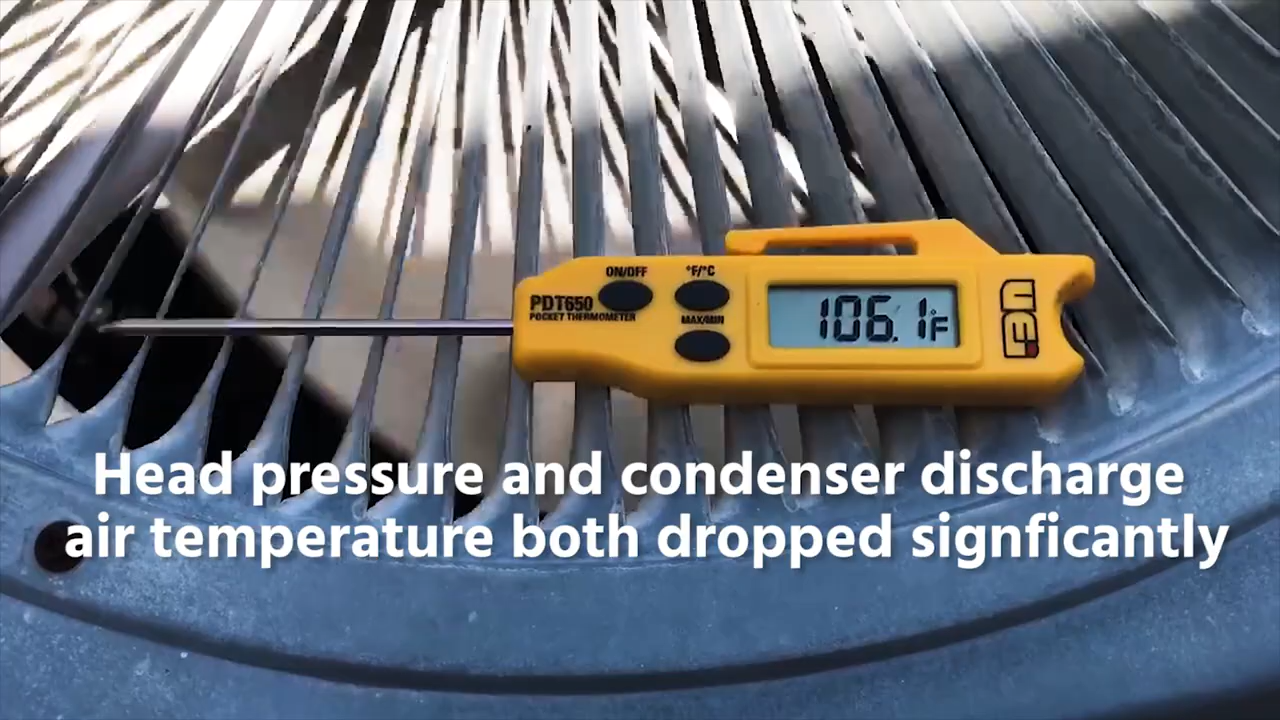 ON/OFF
°F/°C
PDT650
POCKET THERMOMETER
MAX/MIN
106.1°F
UEi
Head pressure and condenser discharge
air temperature both dropped signficantly